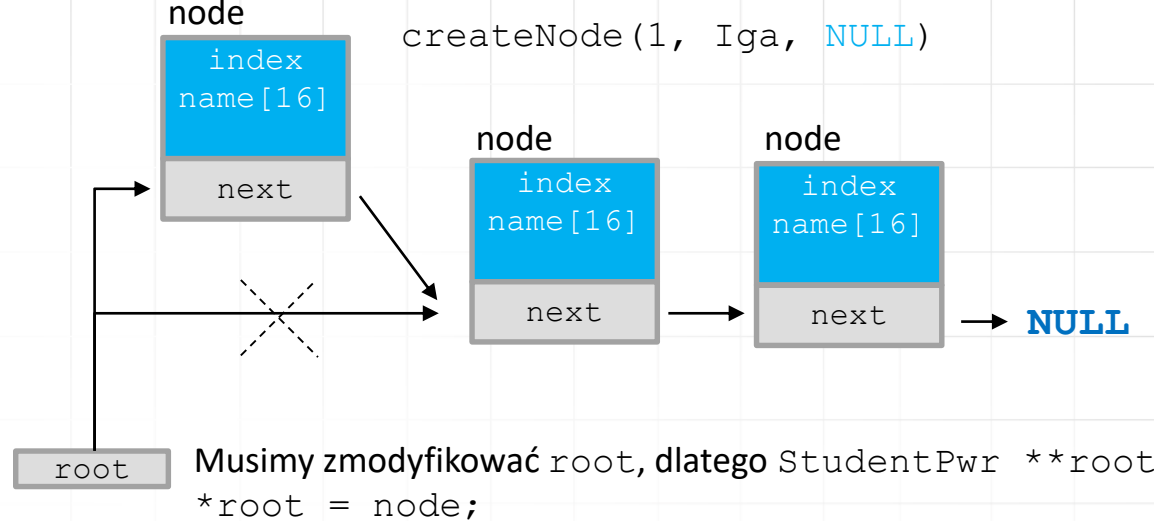 node
createNode(1, Iga, NULL)
index
name[16]
next
node
index
name[16]
next
node
index
name[16]
next
NULL
root
Musimy zmodyfikować root, dlatego StudentPwr **root
*root = node;